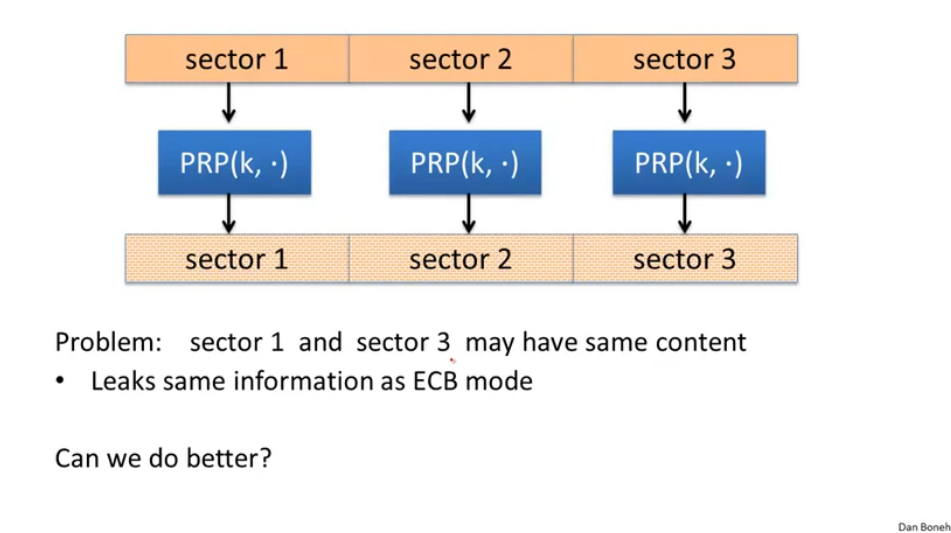 sector 1 sector 2 sector 3
PRP(k, ·) PRP(k, ·) PRP(k, ·)
sector 1 sector 2 sector 3
Problem: sector 1 and sector 3 may have same content
• Leaks same information as ECB mode
Can we do better?
Dan Boneh